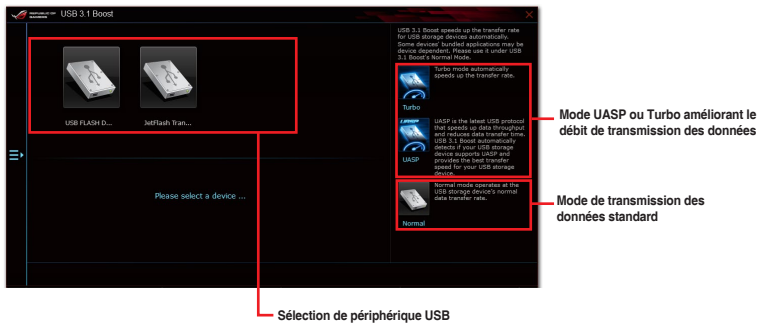 REPUBLIC OF
GAMERS
USB 3.1 Boost
USB 3.1 Boost speeds up the transfer rate
for USB storage devices automatically.
Some devices' bundled applications may be
device dependent. Please use it under USB
3.1 Boost's Normal Mode.
USB FLASH D...
JetFlash Tran...
Please select a device ...
Turbo mode automatically
speeds up the transfer rate.
Turbo
UASP
UASP is the latest USB protocol
that speeds up data throughput
and reduces data transfer time.
USB 3.1 Boost automatically
detects if your USB storage
device supports UASP and
provides the best transfer
speed for your USB storage
device.
UASP
Normal mode operates at the
USB storage device's normal
data transfer rate.
Normal
Mode UASP ou Turbo améliorant le
débit de transmission des données
Mode de transmission des
données standard
Sélection de périphérique USB